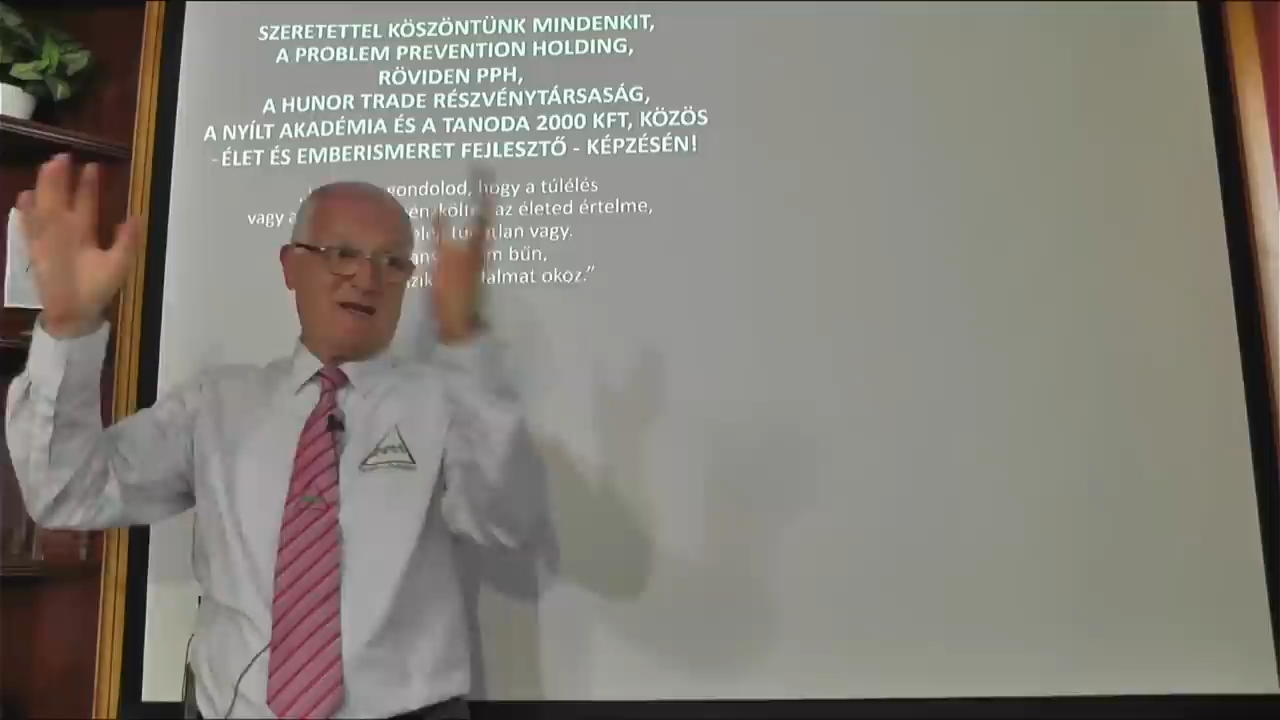 SZERETETTEL KÖSZÖNTÜNK MINDENKIT,
A PROBLEM PREVENTION HOLDING,
RÖVIDEN PPH,
A HUNOR TRADE RÉSZVÉNYTÁRSASÁG,
A NYÍLT AKADÉMIA ÉS A TANODA 2000 KFT, KÖZÖS
- ÉLET ÉS EMBERISMERET FEJLESZTŐ - KÉPZÉSÉN!
gondolod, hogy a túlélés
vagy az életed értelme,
vagy.
bűn,
okoz.”